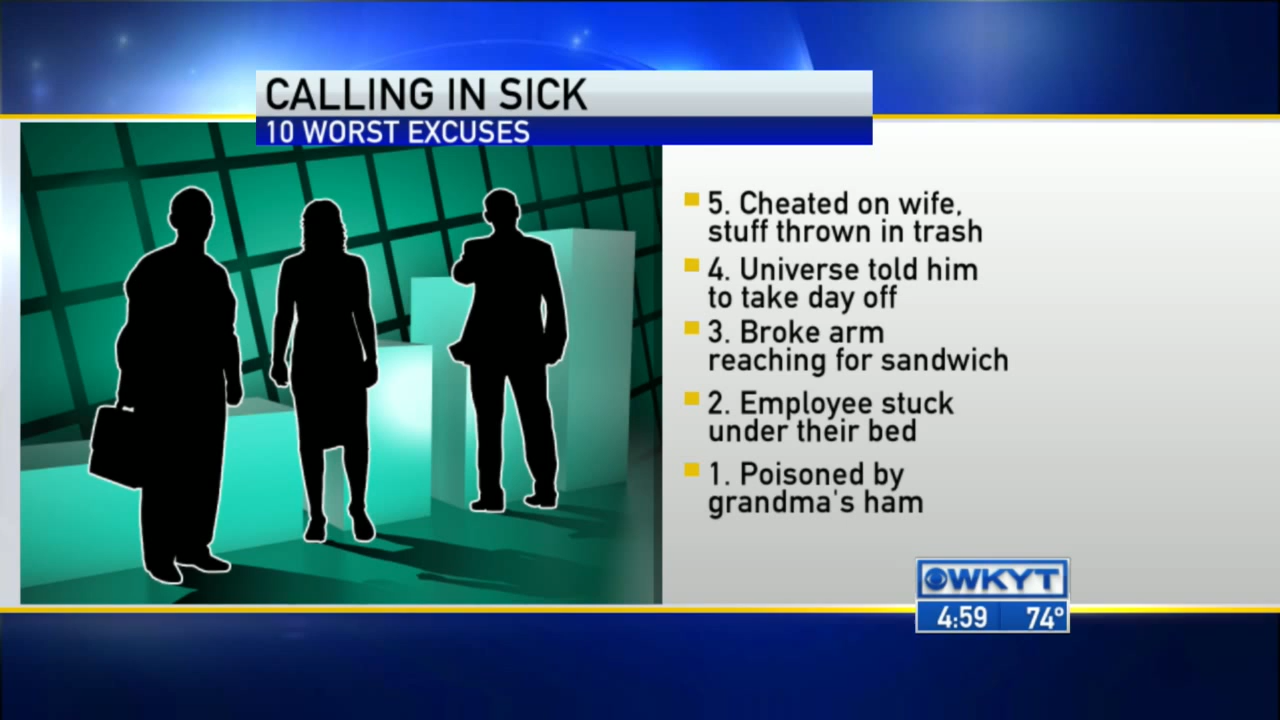 CALLING IN SICK
10 WORST EXCUSES
5. Cheated on wife,
stuff thrown in trash
4. Universe told him
to take day off
3. Broke arm
reaching for sandwich
2. Employee stuck
under their bed
1. Poisoned by
grandma's ham
WKYT
4:59 74°